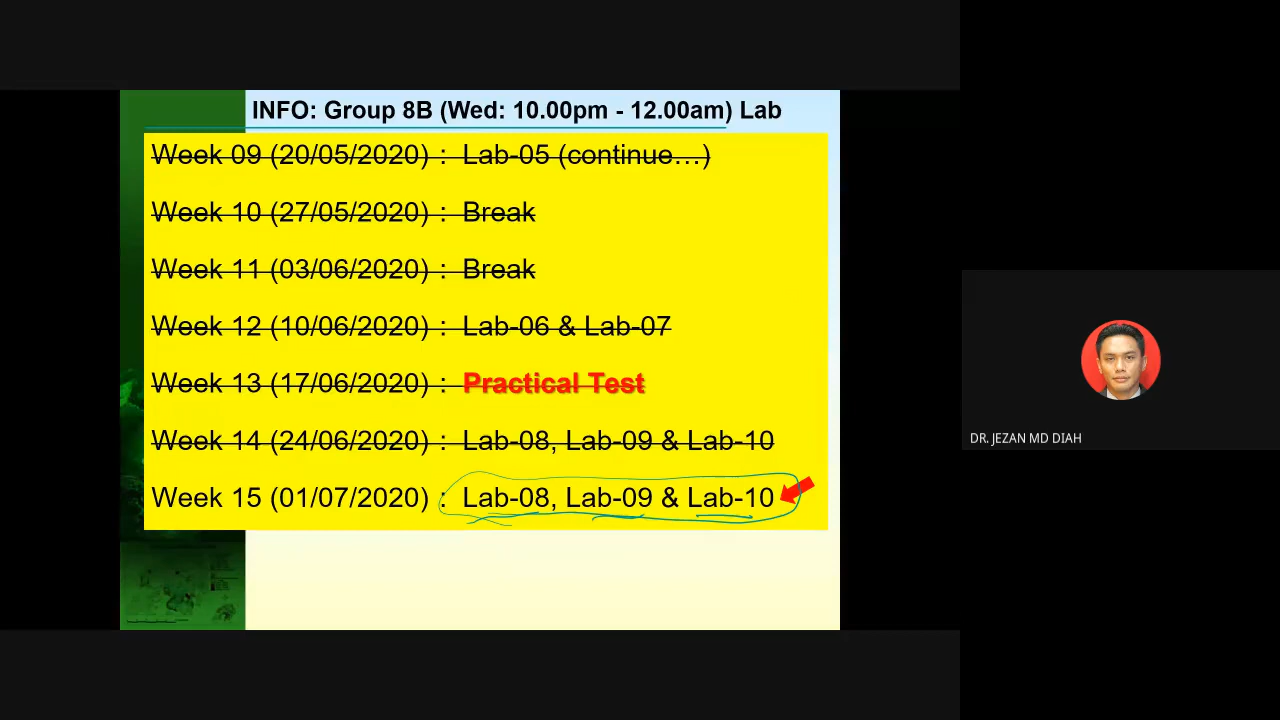 INFO: Group 8B (Wed: 10.00pm - 12.00am) Lab
Week 09 (20/05/2020) : Lab-05 (continue…)
Week 10 (27/05/2020) : Break
Week 11 (03/06/2020) : Break
Week 12 (10/06/2020) : Lab-06 & Lab-07
Week 13 (17/06/2020) : Practical Test
Week 14 (24/06/2020) : Lab-08, Lab-09 & Lab-10
Week 15 (01/07/2020) : Lab-08, Lab-09 & Lab-10
DR. JEZAN MD DIAH